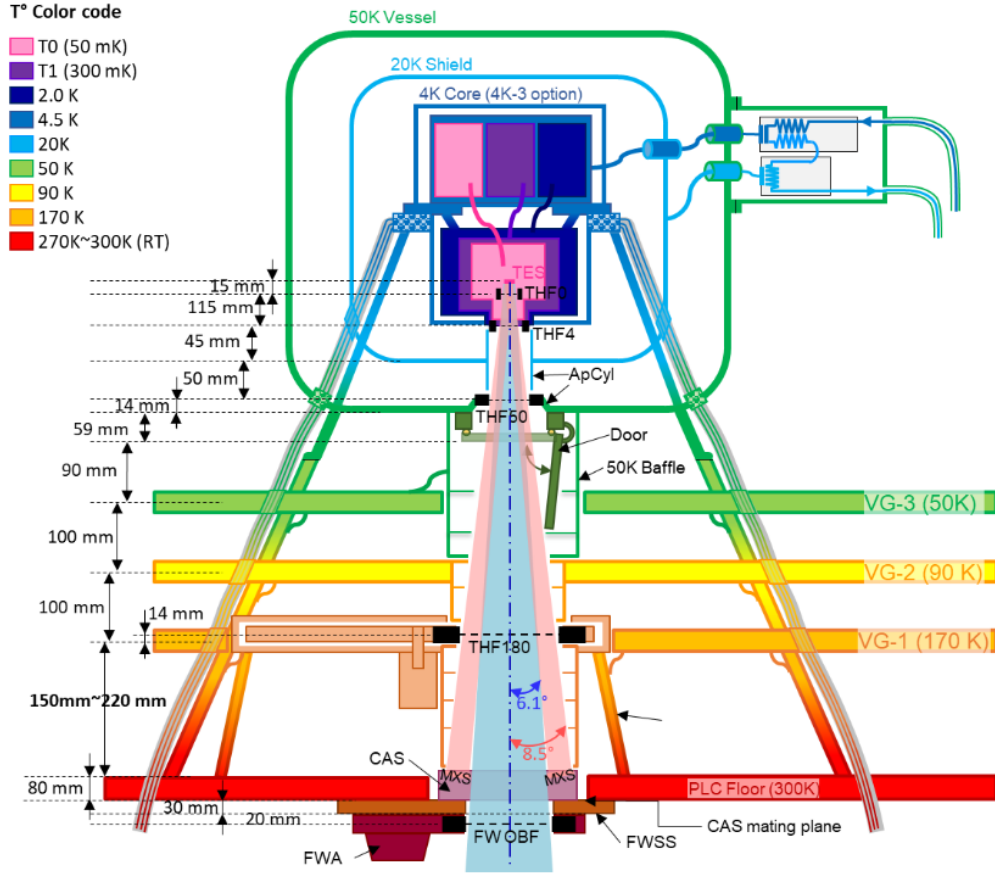 T° Color code
T0 (50 mK)
T1 (300 mK)
2.0 K
4.5 K
20K
50 K
90 K
170 K
270K~300K (RT)
50K Vessel
20K Shield
4K Core (4K-3 option)
TES
15 mm
THF0
115 mm
THF4
45 mm
50 mm
ApCyl
14 mm
THF50
59 mm
Door
90 mm
50K Baffle
VG-3 (50K)
100 mm
VG-2 (90 K)
100 mm
14 mm
THF180
VG-1 (170 K)
150mm~220 mm
6.1°
8.5°
CAS
MXS
MXS
80 mm
PLC Floor (300K)
30 mm
20 mm
CAS mating plane
FW OBF
FWSS
FWA